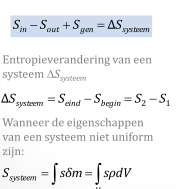 S_in − S_out + S_gen = ΔS_systeem
Entropieverandering van een
systeem ΔS_systeem
ΔS_systeem = S_eind − S_begin = S_2 − S_1
Wanneer de eigenschappen
van een systeem niet uniform
zijn:
S_systeem = ∫ sδm = ∫ sρdV